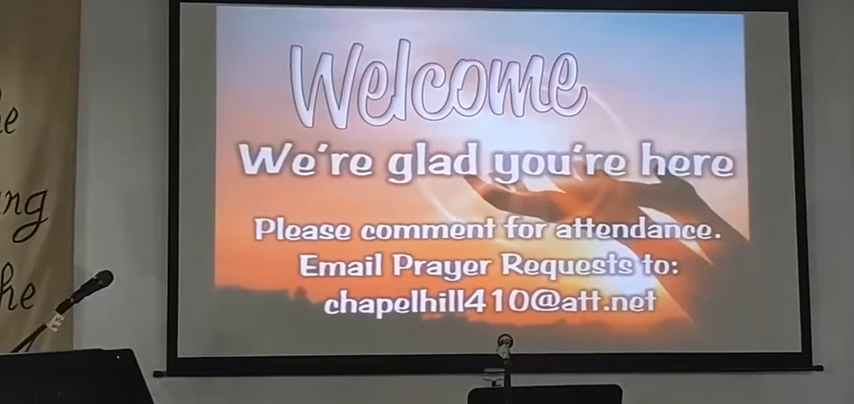 Welcome
We're glad you're here
Please comment for attendance.
Email Prayer Requests to:
chapelhill410@att.net